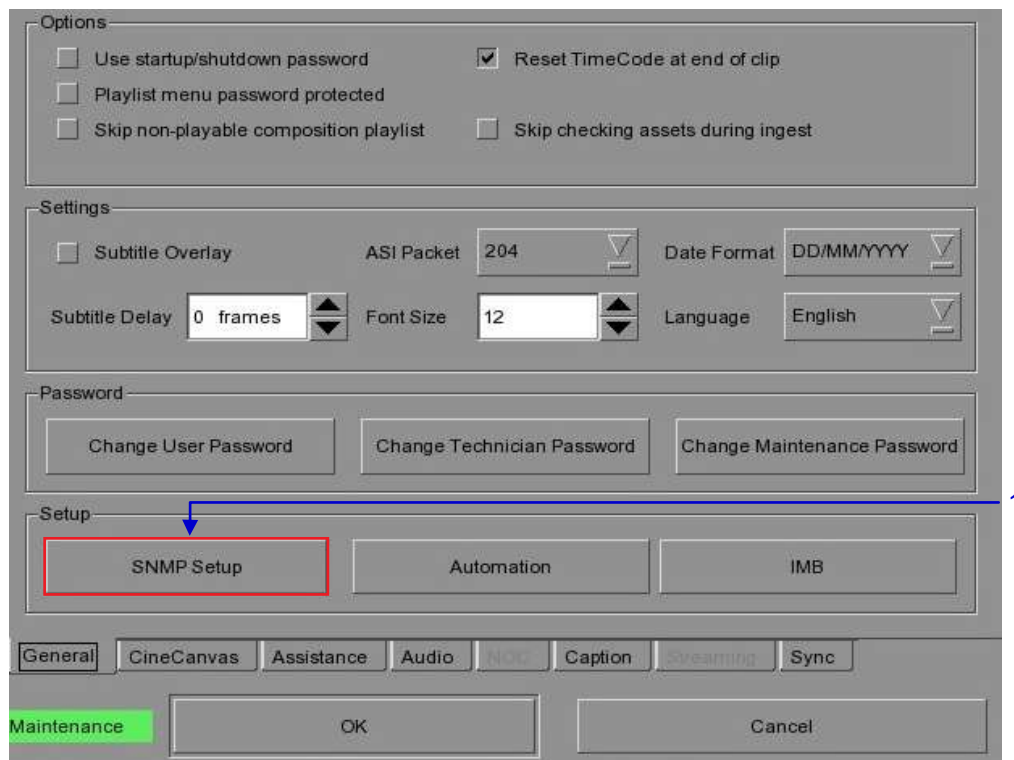 Options
Use startup/shutdown password
Reset TimeCode at end of clip
Playlist menu password protected
Skip non-playable composition playlist
Skip checking assets during ingest
Settings
Subtitle Overlay
ASI Packet
204
Date Format
DD/MM/YYYY
Subtitle Delay
0 frames
Font Size
12
Language
English
Password
Change User Password
Change Technician Password
Change Maintenance Password
Setup
SNMP Setup
Automation
IMB
General
CineCanvas
Assistance
Audio
NOC
Caption
Streaming
Sync
Maintenance
OK
Cancel